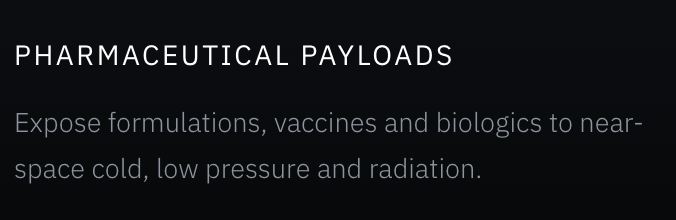 PHARMACEUTICAL PAYLOADS
Expose formulations, vaccines and biologics to near-
space cold, low pressure and radiation.